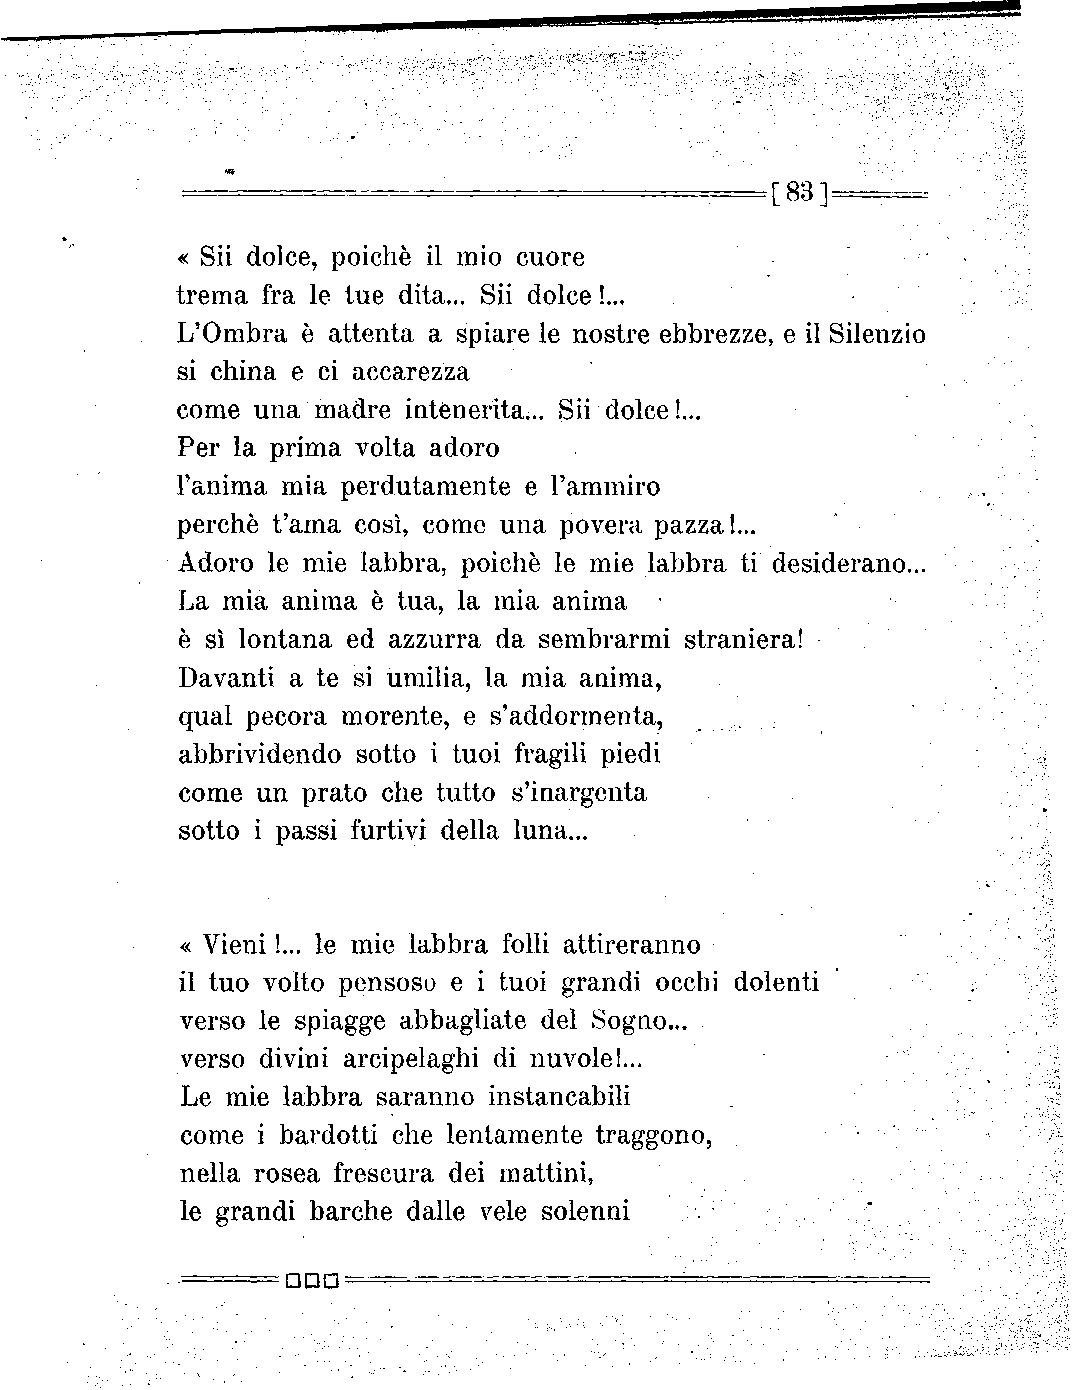 [ 83 ]
« Sii dolce, poichè il mio cuore
trema fra le tue dita... Sii dolce !...
L'Ombra è attenta a spiare le nostre ebbrezze, e il Silenzio
si china e ci accarezza
come una madre intenerita... Sii dolce !...
Per la prima volta adoro
l'anima mia perdutamente e l'ammiro
perchè t'ama così, come una povera pazza !...
Adoro le mie labbra, poichè le mie labbra ti desiderano...
La mia anima è tua, la mia anima
è sì lontana ed azzurra da sembrarmi straniera!
Davanti a te si umilia, la mia anima,
qual pecora morente, e s'addormenta,
abbrividendo sotto i tuoi fragili piedi
come un prato che tutto s'inargenta
sotto i passi furtivi della luna...
« Vieni !... le mie labbra folli attireranno
il tuo volto pensoso e i tuoi grandi occhi dolenti
verso le spiagge abbagliate del Sogno...
verso divini arcipelaghi di nuvole!...
Le mie labbra saranno instancabili
come i bardotti che lentamente traggono,
nella rosea frescura dei mattini,
le grandi barche dalle vele solenni